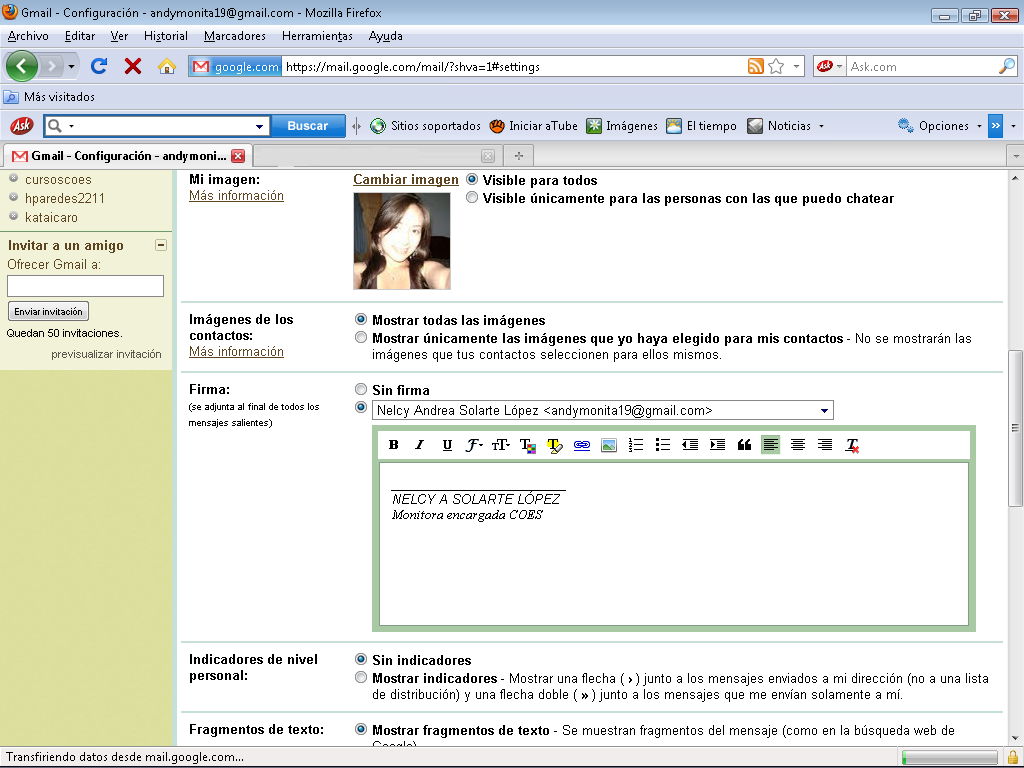 Gmail - Configuración - andymonita19@gmail.com - Mozilla Firefox
Archivo Editar Ver Historial Marcadores Herramientas Ayuda
google.com https://mail.google.com/mail/?shva=1#settings
Ask Ask.com
Más visitados
Ask Buscar Sitios soportados Iniciar aTube Imágenes El tiempo Noticias Opciones »
Gmail - Configuración - andymoni...
cursoscoes
hparedes2211
kataicaro
Invitar a un amigo
Ofrecer Gmail a:
Enviar invitación
Quedan 50 invitaciones.
previsualizar invitación
Mi imagen:
Más información
Cambiar imagen
Visible para todos
Visible únicamente para las personas con las que puedo chatear
Imágenes de los
contactos:
Más información
Mostrar todas las imágenes
Mostrar únicamente las imágenes que yo haya elegido para mis contactos - No se mostrarán las
imágenes que tus contactos seleccionen para ellos mismos.
Firma:
(se adjunta al final de todos los
mensajes salientes)
Sin firma
Nelcy Andrea Solarte López <andymonita19@gmail.com>
B I U F TT T T T
NELCY A SOLARTE LÓPEZ
Monitora encargada COES
Indicadores de nivel
personal:
Sin indicadores
Mostrar indicadores - Mostrar una flecha ( › ) junto a los mensajes enviados a mi dirección (no a una lista
de distribución) y una flecha doble ( » ) junto a los mensajes que me envían solamente a mí.
Fragmentos de texto:
Mostrar fragmentos de texto - Se muestran fragmentos del mensaje (como en la búsqueda web de
Google)
Transfiriendo datos desde mail.google.com...